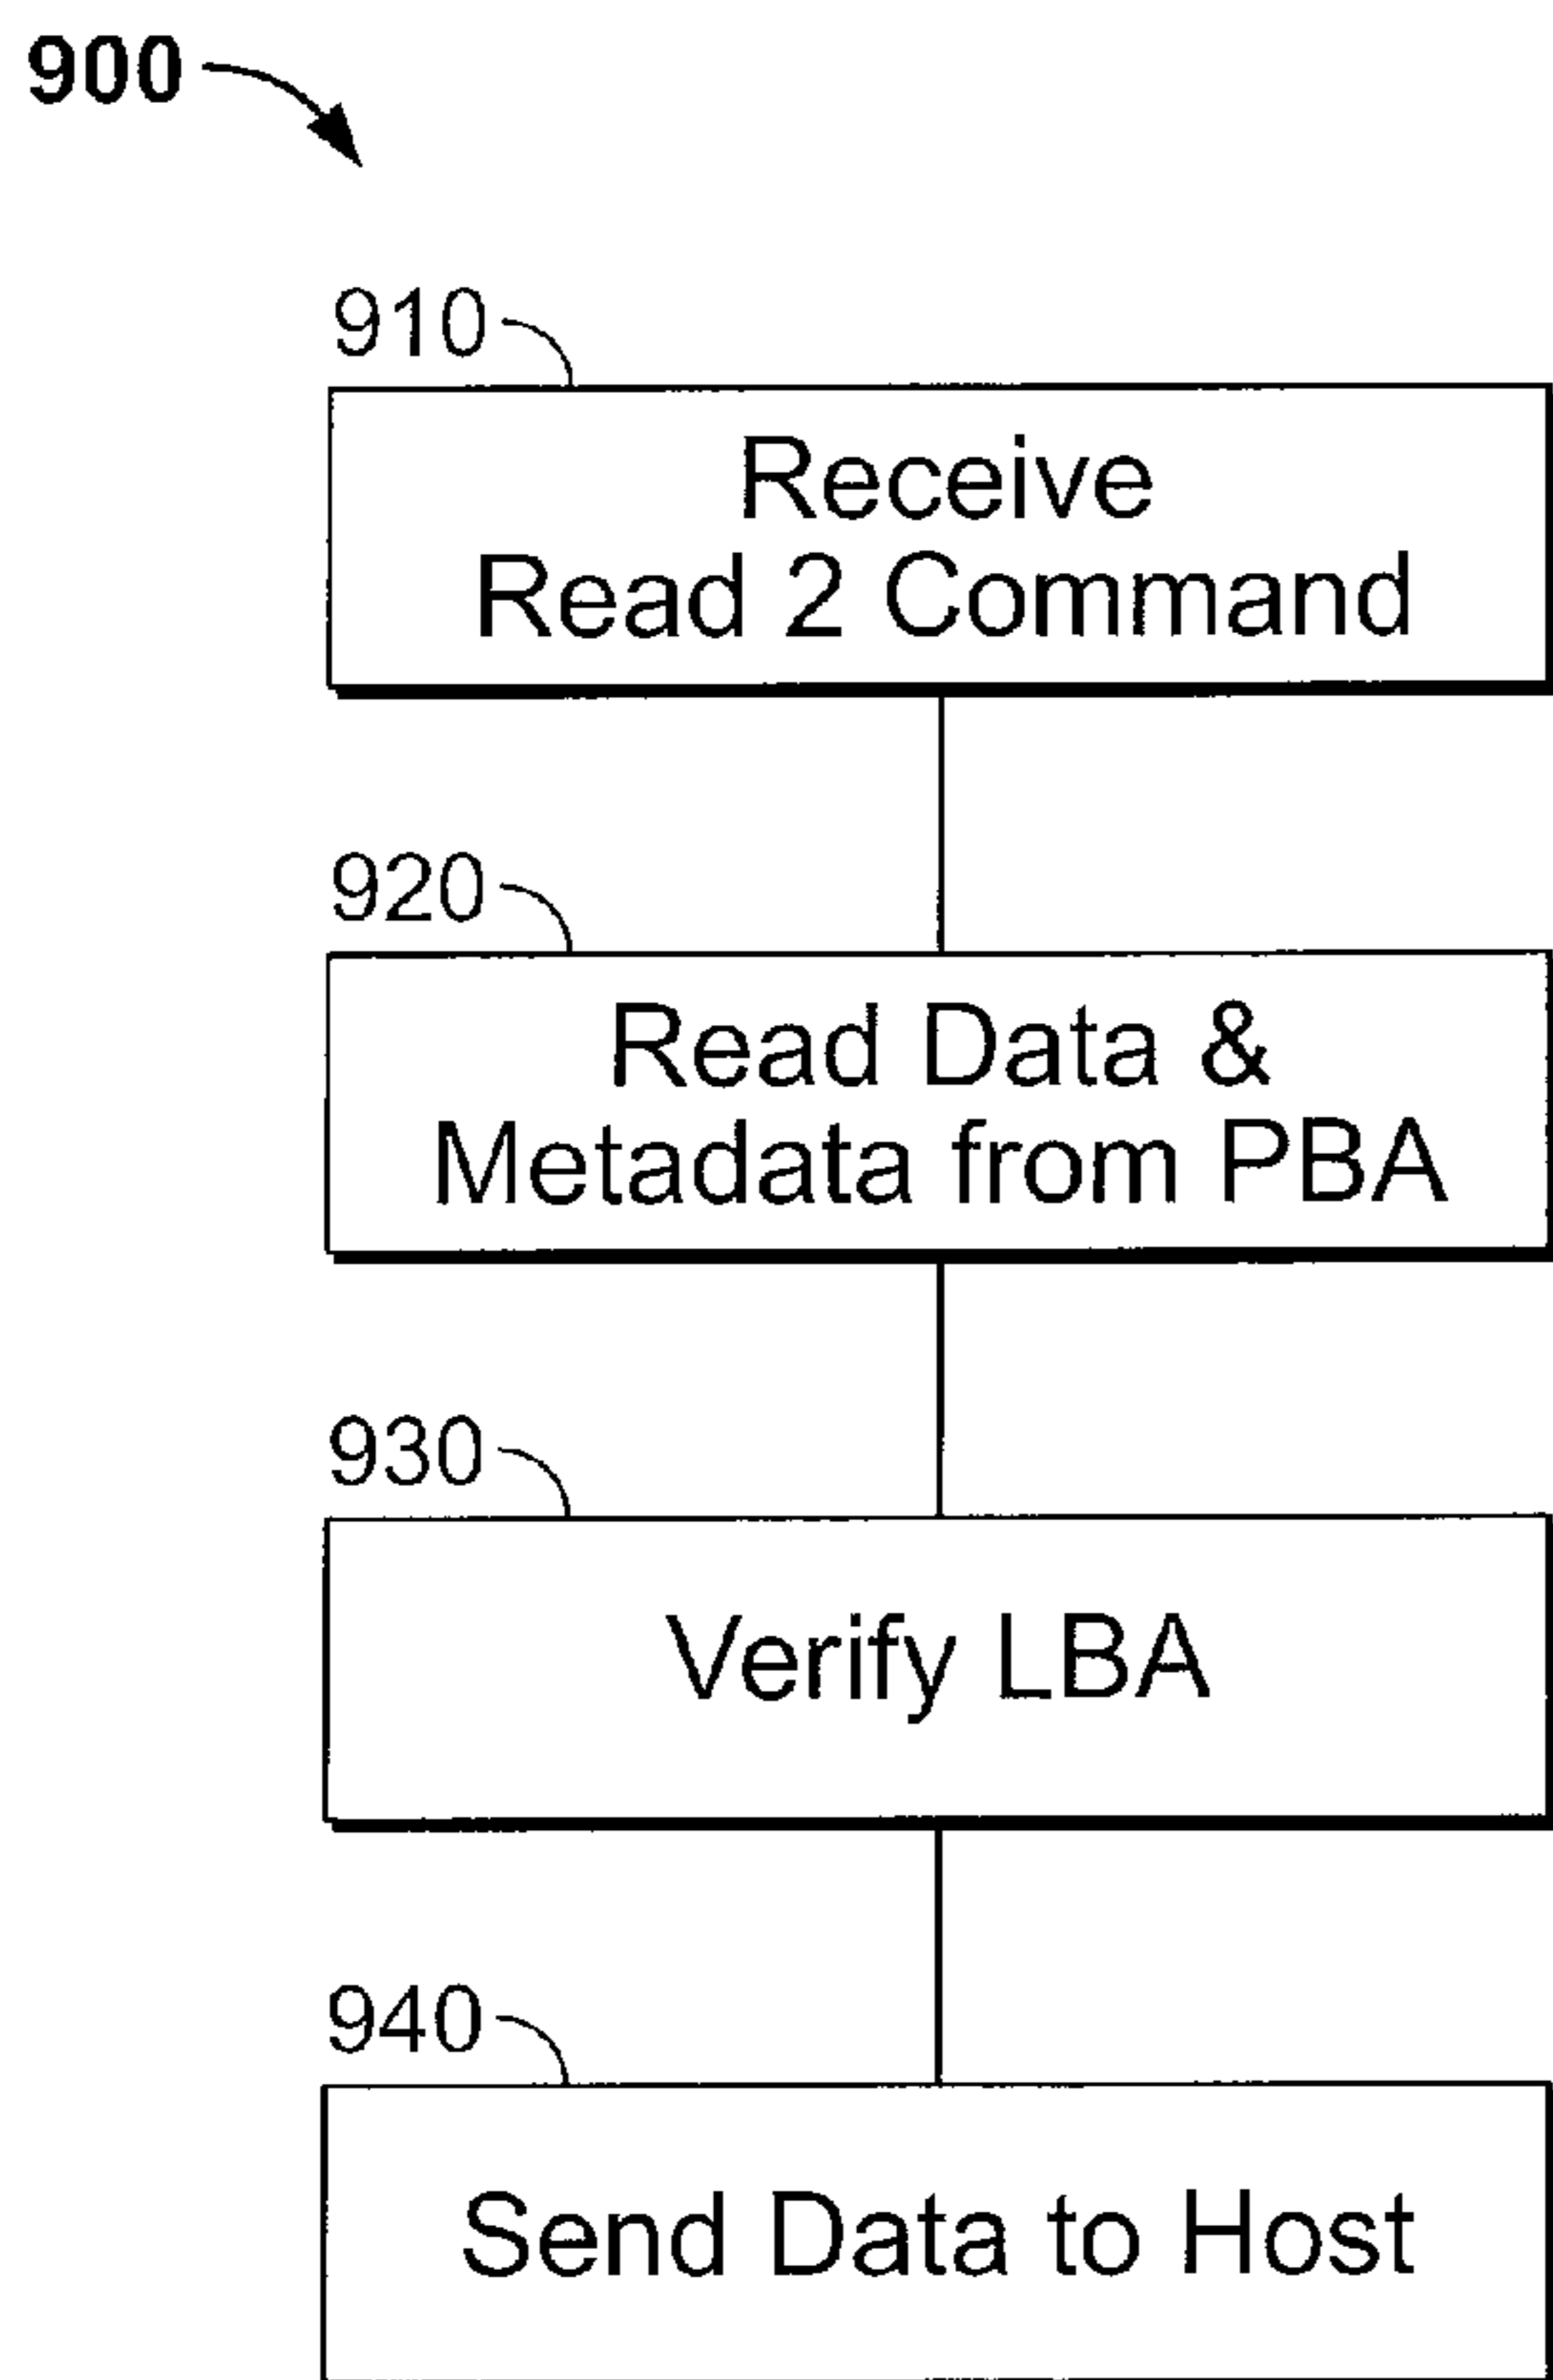 900
910
Receive
Read 2 Command
920
Read Data &
Metadata from PBA
930
Verify LBA
940
Send Data to Host